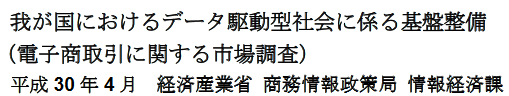 我が国におけるデータ駆動型社会に係る基盤整備
(電子商取引に関する市場調査)
平成 30 年 4 月　経済産業省 商務情報政策局 情報経済課